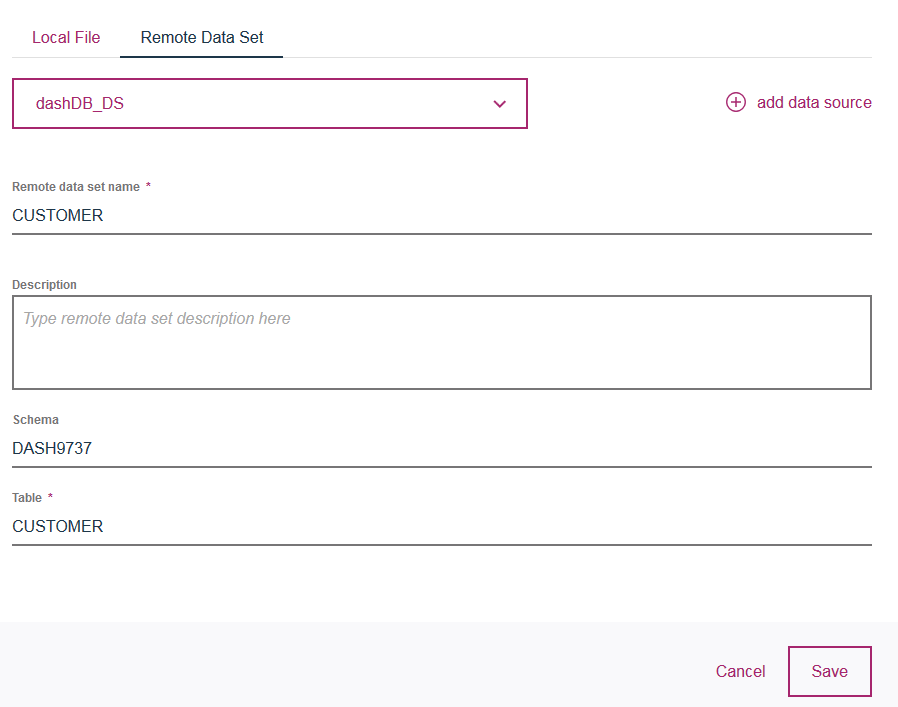 Local File Remote Data Set
dashDB_DS
add data source
Remote data set name *
CUSTOMER
Description
Type remote data set description here
Schema
DASH9737
Table *
CUSTOMER
Cancel Save